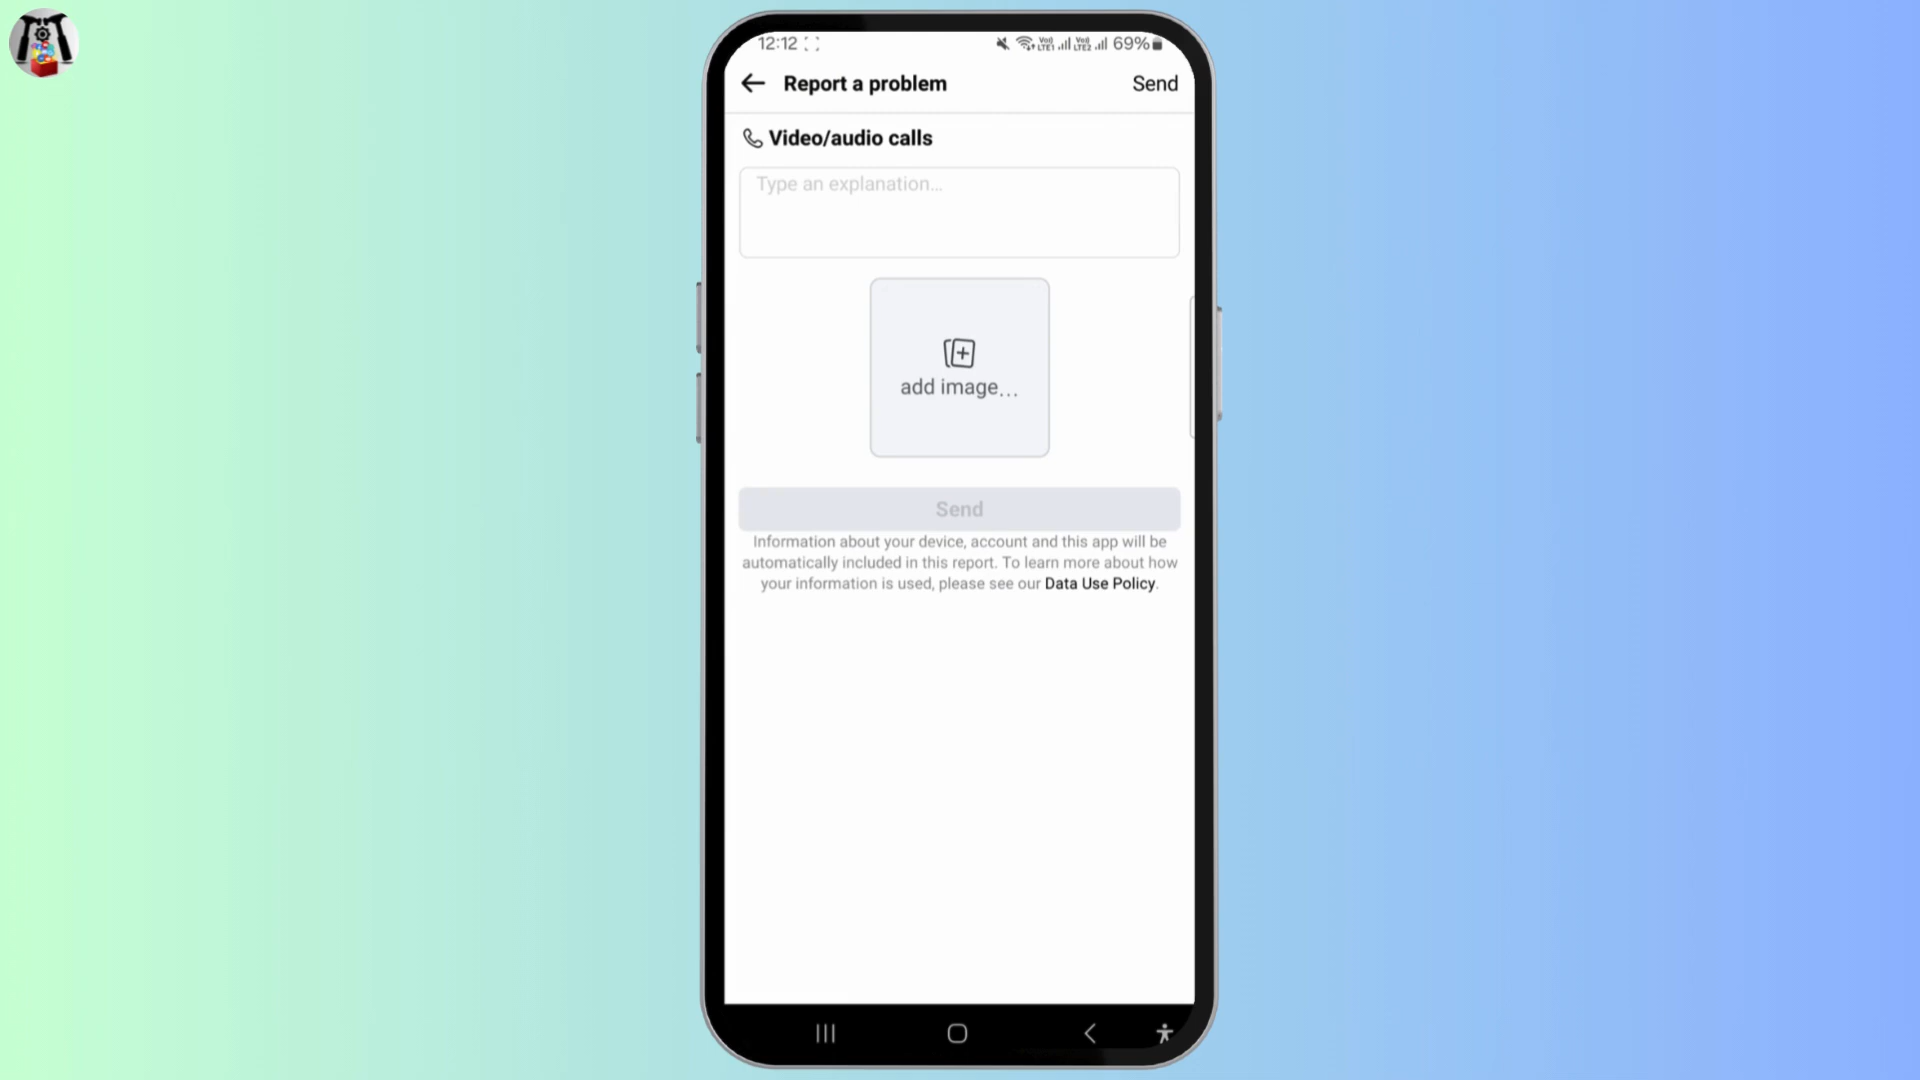 12:12 69%
Report a problem Send
Video/audio calls
Type an explanation...
add image...
Send
Information about your device, account and this app will be
automatically included in this report. To learn more about how
your information is used, please see our Data Use Policy.